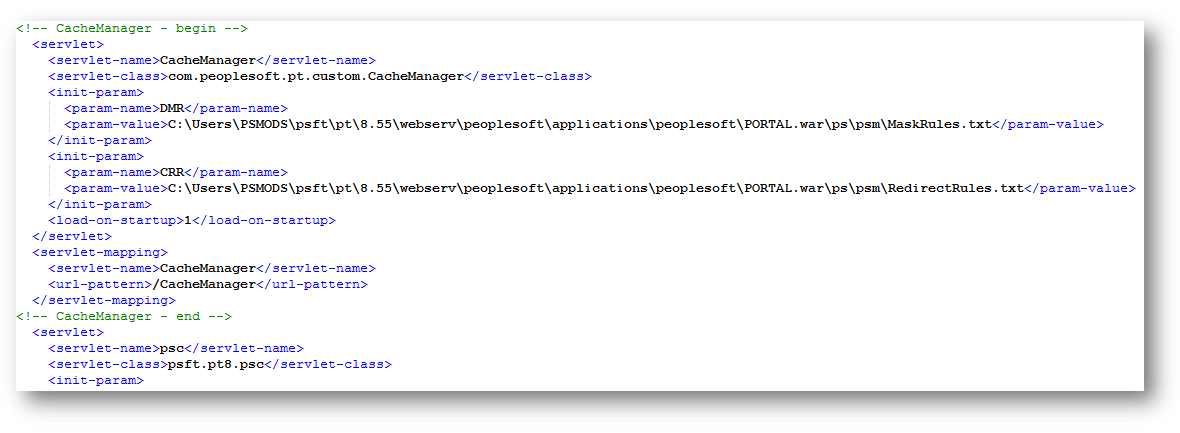 <!-- CacheManager - begin -->
<servlet>
<servlet-name>CacheManager</servlet-name>
<servlet-class>com.peoplesoft.pt.custom.CacheManager</servlet-class>
<init-param>
<param-name>DMR</param-name>
<param-value>C:\Users\PSMODS\psft\pt\8.55\webserv\peoplesoft\applications\peoplesoft\PORTAL.war\ps\psm\MaskRules.txt</param-value>
</init-param>
<init-param>
<param-name>CRR</param-name>
<param-value>C:\Users\PSMODS\psft\pt\8.55\webserv\peoplesoft\applications\peoplesoft\PORTAL.war\ps\psm\RedirectRules.txt</param-value>
</init-param>
<load-on-startup>1</load-on-startup>
</servlet>
<servlet-mapping>
<servlet-name>CacheManager</servlet-name>
<url-pattern>/CacheManager</url-pattern>
</servlet-mapping>
<!-- CacheManager - end -->
<servlet>
<servlet-name>psc</servlet-name>
<servlet-class>psft.pt8.psc</servlet-class>
<init-param>